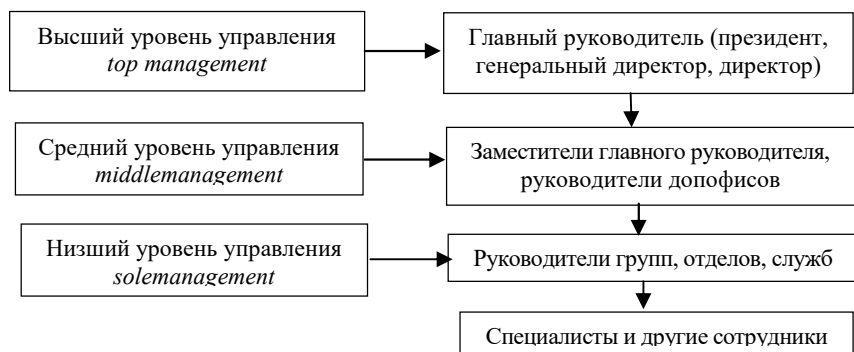 Высший уровень управления
top management
Главный руководитель (президент,
генеральный директор, директор)
Средний уровень управления
middlemanagement
Заместители главного руководителя,
руководители допофисов
Низший уровень управления
solemanagement
Руководители групп, отделов, служб
Специалисты и другие сотрудники